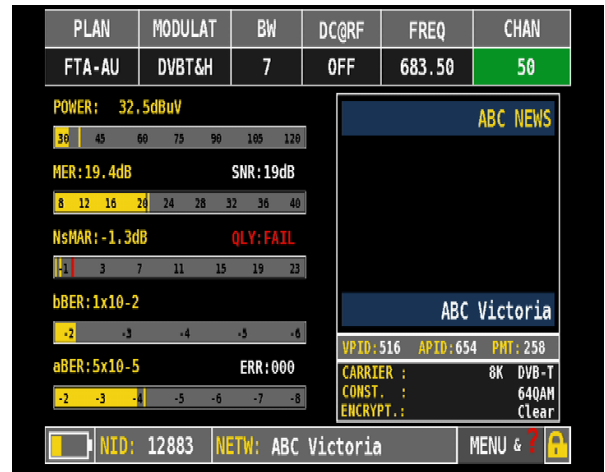 PLAN MODULAT BW DC@RF FREQ CHAN
FTA-AU DVBT&H 7 OFF 683.50 50
POWER: 32.5dBuV
30 45 60 75 90 105 120
MER:19.4dB SNR:19dB
8 12 16 20 24 28 32 36 40
NsMAR:-1.3dB QLY:FAIL
-1 3 7 11 15 19 23
bBER:1x10-2
-2 -3 -4 -5 -6
aBER:5x10-5 ERR:000
-2 -3 -4 -5 -6 -7 -8
ABC NEWS
ABC Victoria
VPID:516 APID:654 PMT:258
CARRIER : 8K DVB-T
CONST. : 64QAM
ENCRYPT.: Clear
NID: 12883 NETW: ABC Victoria MENU & ?